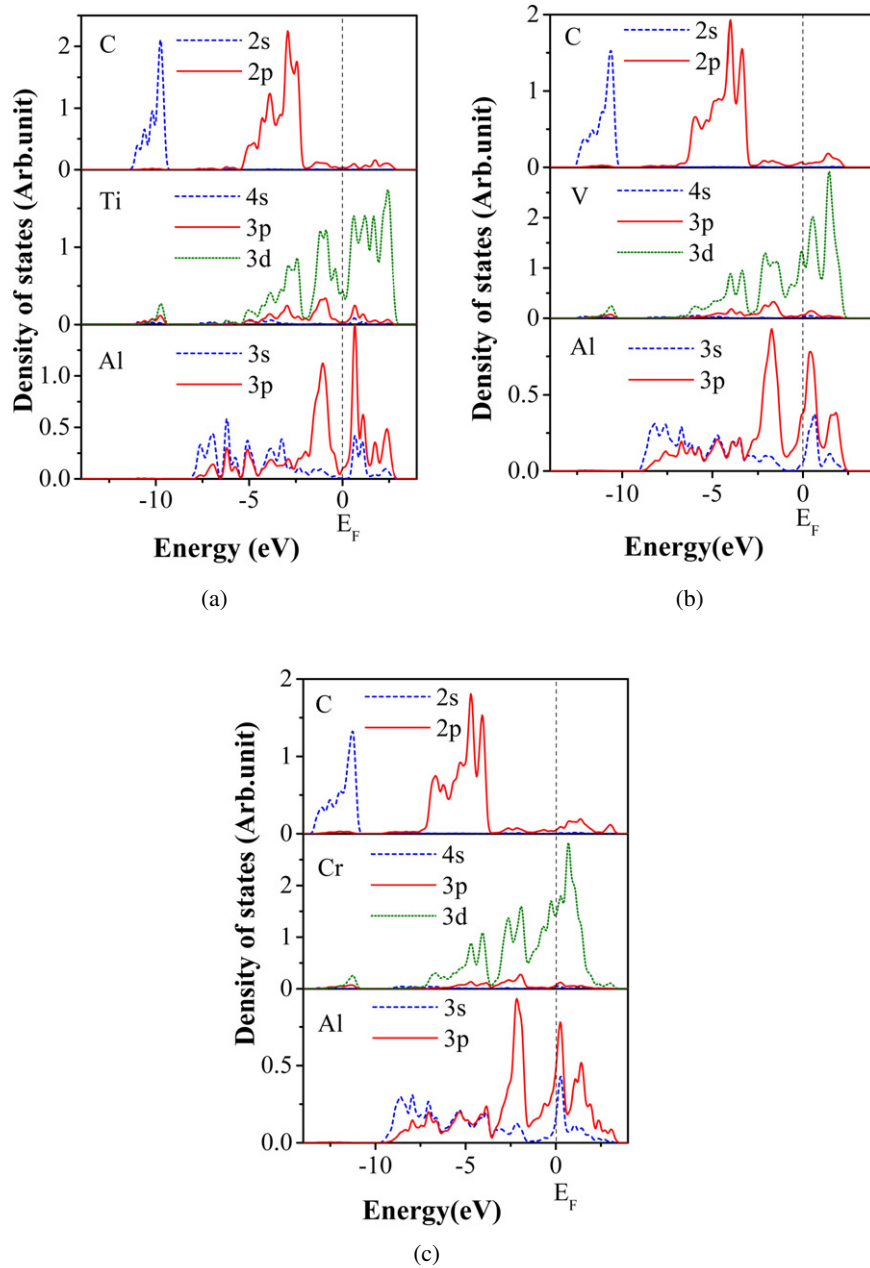 Density of states (Arb.unit)
C
2s
2p
2
1
0
Ti
4s
3p
3d
1
0
Al
3s
3p
1.0
0.5
0.0
-10
-5
0
E_F
Energy (eV)
(a)
Density of states (Arb.unit)
C
2s
2p
2
1
0
V
4s
3p
3d
2
1
0
Al
3s
3p
0.5
0.0
-10
-5
0
E_F
Energy(eV)
(b)
Density of states (Arb.unit)
C
2s
2p
2
1
0
Cr
4s
3p
3d
2
1
0
Al
3s
3p
0.5
0.0
-10
-5
0
E_F
Energy(eV)
(c)